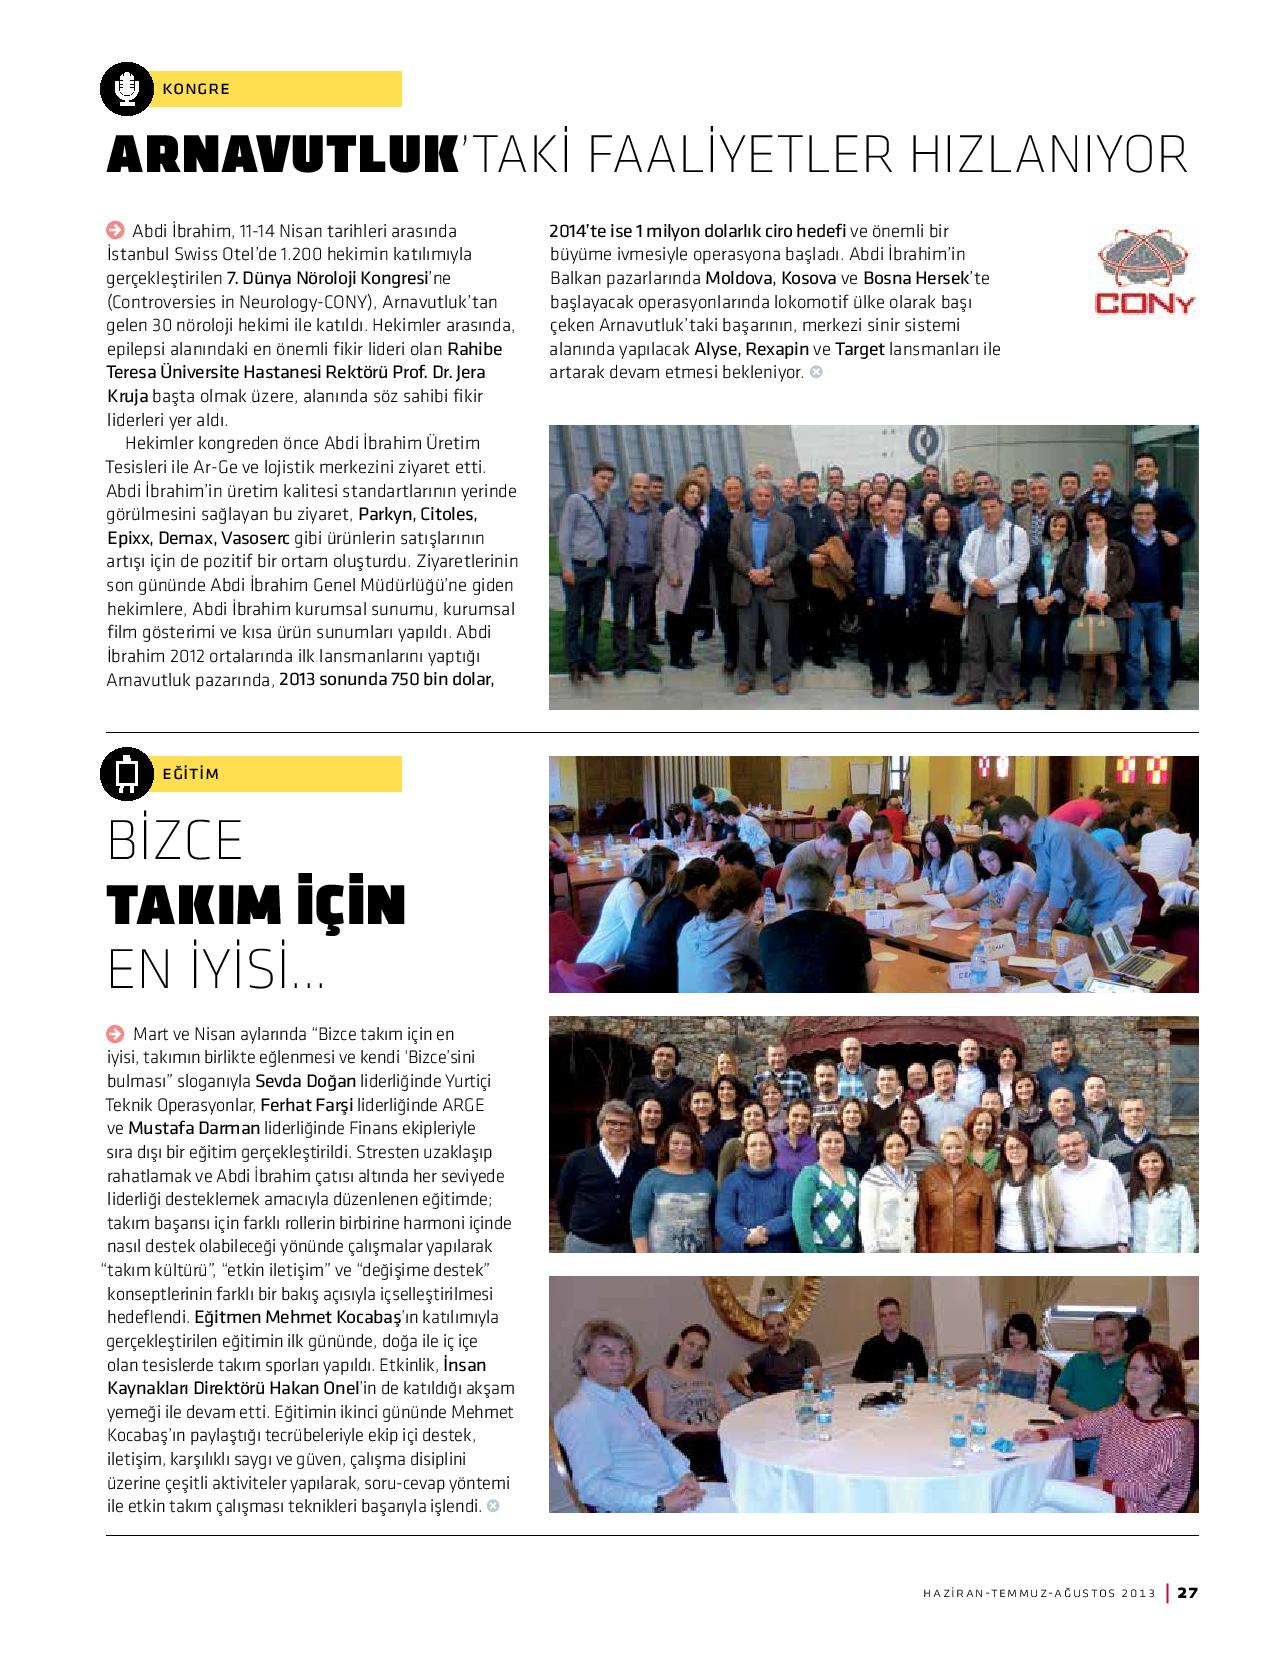 KONGRE
ARNAVUTLUK'TAKİ FAALİYETLER HIZLANIYOR
Abdi İbrahim, 11-14 Nisan tarihleri arasında
İstanbul Swiss Otel'de 1.200 hekimin katılımıyla
gerçekleştirilen 7. Dünya Nöroloji Kongresi'ne
(Controversies in Neurology-CONY), Arnavutluk'tan
gelen 30 nöroloji hekimi ile katıldı. Hekimler arasında,
epilepsi alanındaki en önemli fikir lideri olan Rahibe
Teresa Üniversite Hastanesi Rektörü Prof. Dr. Jera
Kruja başta olmak üzere, alanında söz sahibi fikir
liderleri yer aldı.
Hekimler kongreden önce Abdi İbrahim Üretim
Tesisleri ile Ar-Ge ve lojistik merkezini ziyaret etti.
Abdi İbrahim'in üretim kalitesi standartlarının yerinde
görülmesini sağlayan bu ziyaret, Parkyn, Citoles,
Epixx, Demax, Vasoserc gibi ürünlerin satışlarının
artışı için de pozitif bir ortam oluşturdu. Ziyaretlerinin
son gününde Abdi İbrahim Genel Müdürlüğü'ne giden
hekimlere, Abdi İbrahim kurumsal sunumu, kurumsal
film gösterimi ve kısa ürün sunumları yapıldı. Abdi
İbrahim 2012 ortalarında ilk lansmanlarını yaptığı
Arnavutluk pazarında, 2013 sonunda 750 bin dolar,
2014'te ise 1 milyon dolarlık ciro hedefi ve önemli bir
büyüme ivmesiyle operasyona başladı. Abdi İbrahim'in
Balkan pazarlarında Moldova, Kosova ve Bosna Hersek'te
başlayacak operasyonlarında lokomotif ülke olarak başı
çeken Arnavutluk'taki başarının, merkezi sinir sistemi
alanında yapılacak Alyse, Rexapin ve Target lansmanları ile
artarak devam etmesi bekleniyor.
CONy
EĞİTİM
BİZCE
TAKIM İÇİN
EN İYİSİ...
Mart ve Nisan aylarında “Bizce takım için en
iyisi, takımın birlikte eğlenmesi ve kendi ‘Bizce’sini
bulması” sloganıyla Sevda Doğan liderliğinde Yurtiçi
Teknik Operasyonlar, Ferhat Farşi liderliğinde ARGE
ve Mustafa Darman liderliğinde Finans ekipleriyle
sıra dışı bir eğitim gerçekleştirildi. Stresten uzaklaşıp
rahatlamak ve Abdi İbrahim çatısı altında her seviyede
liderliği desteklemek amacıyla düzenlenen eğitimde;
takım başarısı için farklı rollerin birbirine harmoni içinde
nasıl destek olabileceği yönünde çalışmalar yapılarak
“takım kültürü”, “etkin iletişim” ve “değişime destek”
konseptlerinin farklı bir bakış açısıyla içselleştirilmesi
hedeflendi. Eğitmen Mehmet Kocabaş'ın katılımıyla
gerçekleştirilen eğitimin ilk gününde, doğa ile iç içe
olan tesislerde takım sporları yapıldı. Etkinlik, İnsan
Kaynakları Direktörü Hakan Onel'in de katıldığı akşam
yemeği ile devam etti. Eğitimin ikinci gününde Mehmet
Kocabaş'ın paylaştığı tecrübeleriyle ekip içi destek,
iletişim, karşılıklı saygı ve güven, çalışma disiplini
üzerine çeşitli aktiviteler yapılarak, soru-cevap yöntemi
ile etkin takım çalışması teknikleri başarıyla işlendi.
HAZİRAN-TEMMUZ-AĞUSTOS 2013 | 27